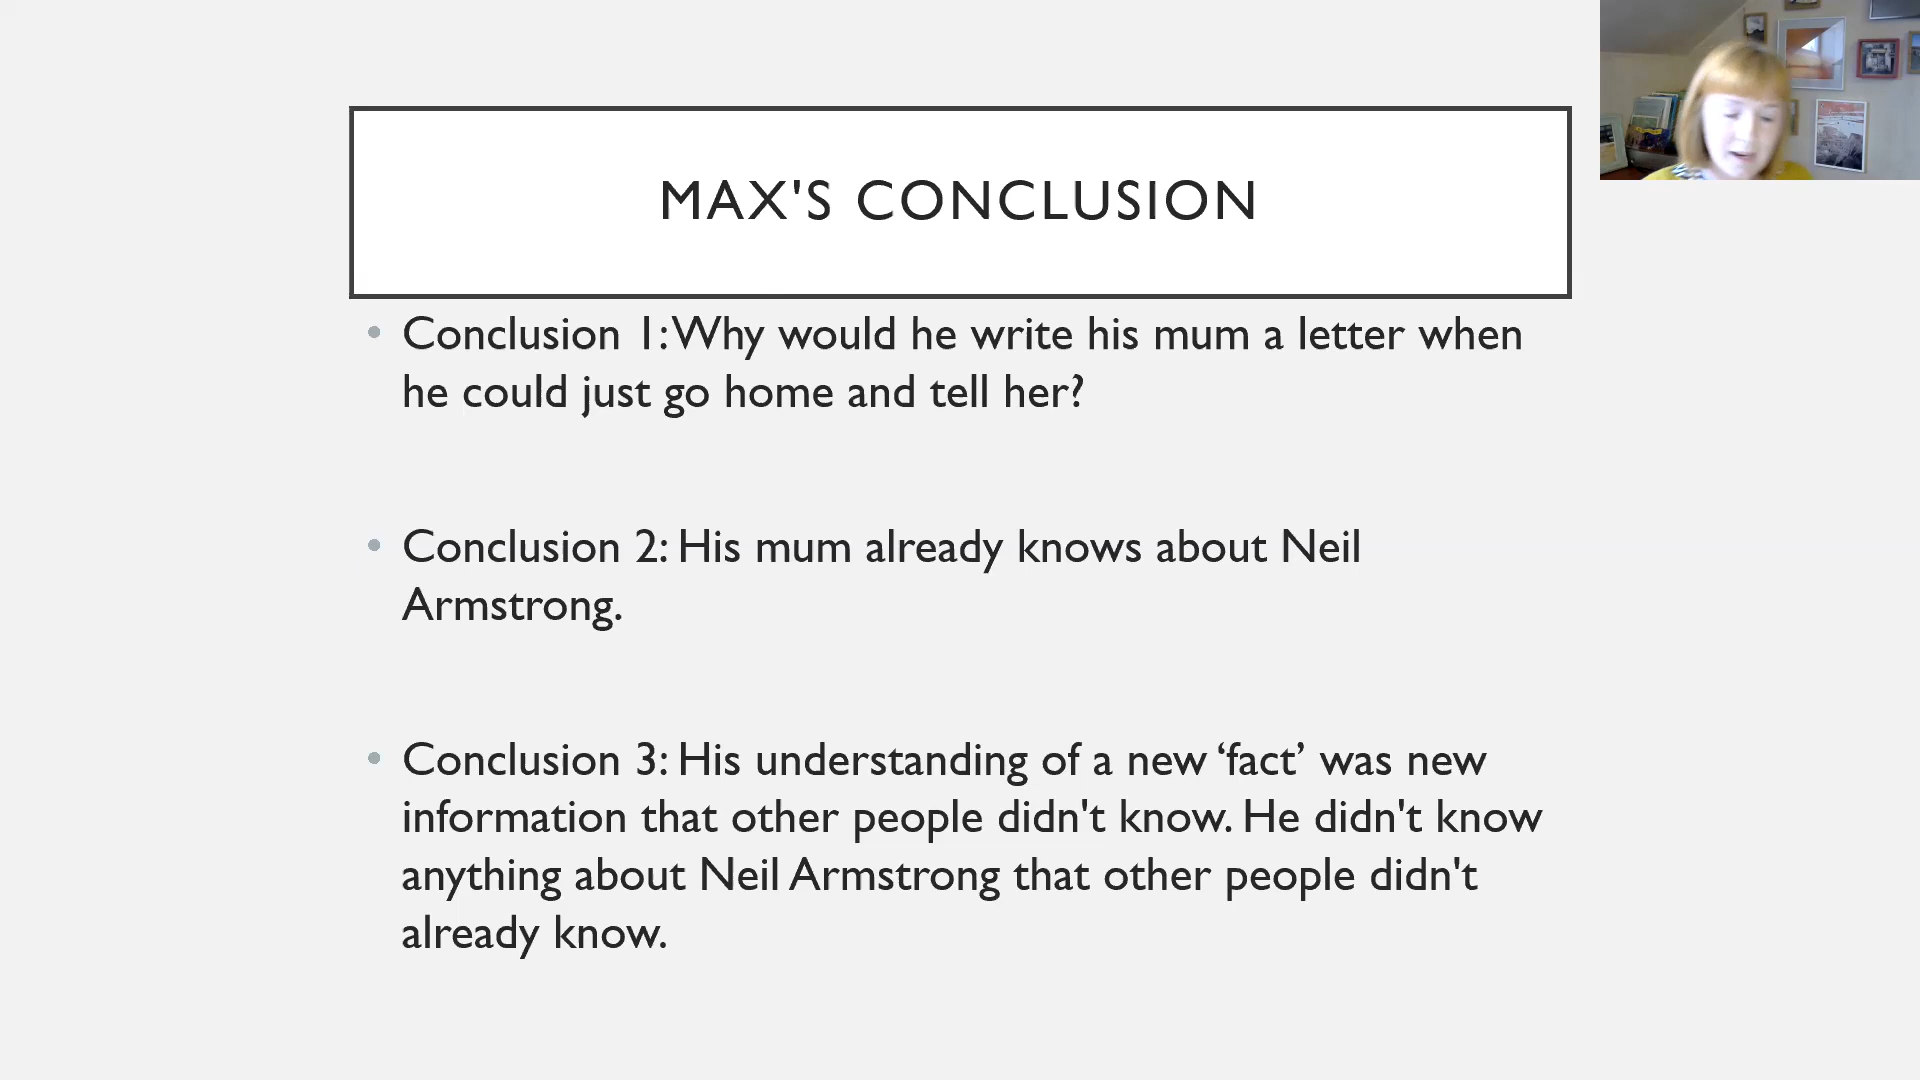 MAX'S CONCLUSION
• Conclusion 1: Why would he write his mum a letter when
he could just go home and tell her?
• Conclusion 2: His mum already knows about Neil
Armstrong.
• Conclusion 3: His understanding of a new ‘fact’ was new
information that other people didn't know. He didn't know
anything about Neil Armstrong that other people didn't
already know.